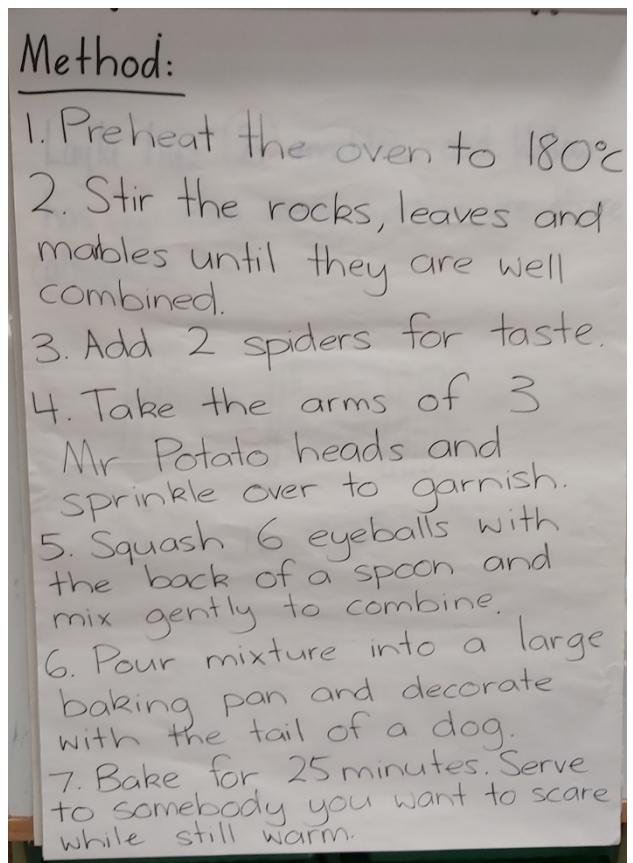 Method:
1. Preheat the oven to 180°C
2. Stir the rocks, leaves and
marbles until they are well
combined.
3. Add 2 spiders for taste.
4. Take the arms of 3
Mr Potato heads and
sprinkle over to garnish.
5. Squash 6 eyeballs with
the back of a spoon and
mix gently to combine.
6. Pour mixture into a large
baking pan and decorate
with the tail of a dog.
7. Bake for 25 minutes. Serve
to somebody you want to scare
while still warm.